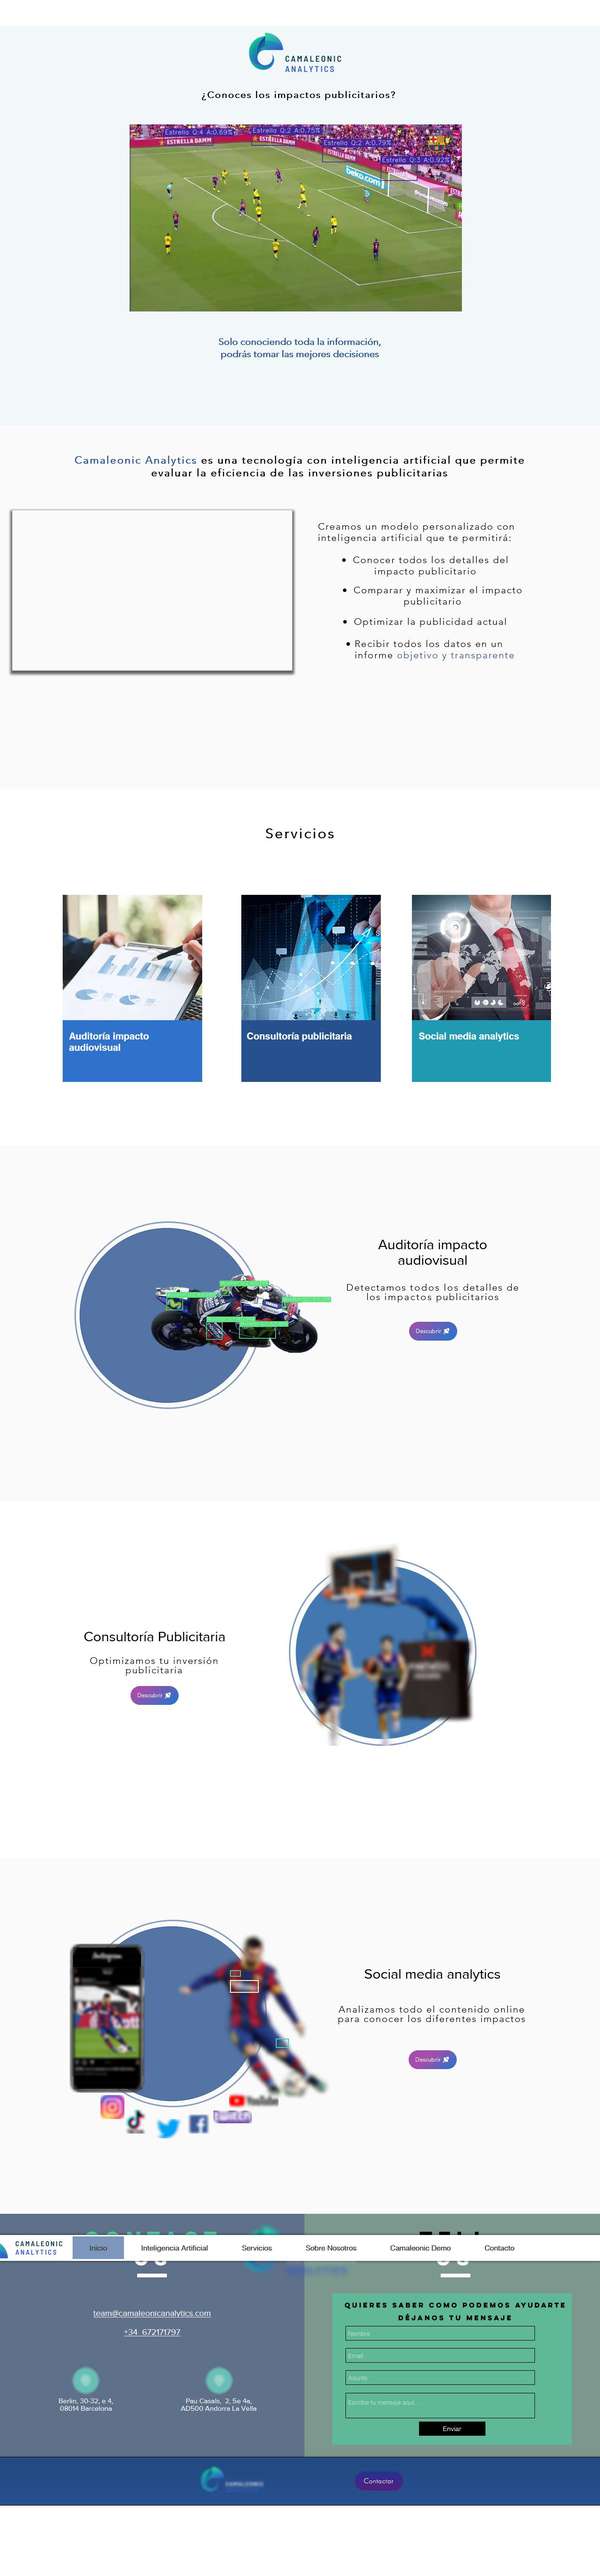 CAMALEONIC
ANALYTICS
¿Conoces los impactos publicitarios?
Estrella Q:4 A:0.69%
Estrella Q:2 A:0.75%
Estrella Q:2 A:0.79%
Estrella Q:3 A:0.92%
ESTRELLA DAMM
ESTRELLA DAMM
beko.com
Solo conociendo toda la información,
podrás tomar las mejores decisiones
Camaleonic Analytics es una tecnología con inteligencia artificial que permite
evaluar la eficiencia de las inversiones publicitarias
Creamos un modelo personalizado con
inteligencia artificial que te permitirá:
• Conocer todos los detalles del
impacto publicitario
• Comparar y maximizar el impacto
publicitario
• Optimizar la publicidad actual
• Recibir todos los datos en un
informe objetivo y transparente
Servicios
Auditoría impacto
audiovisual
Consultoría publicitaria
Social media analytics
Auditoría impacto
audiovisual
Detectamos todos los detalles de
los impactos publicitarios
Descubrir
Consultoría Publicitaria
Optimizamos tu inversión
publicitaria
Descubrir
Social media analytics
Analizamos todo el contenido online
para conocer los diferentes impactos
Descubrir
YouTube
twitch
CAMALEONIC
ANALYTICS
Inicio
Inteligencia Artificial
Servicios
Sobre Nosotros
Camaleonic Demo
Contacto
team@camaleonicanalytics.com
+34 672171797
Berlin, 30-32, e 4,
08014 Barcelona
Pau Casals, 2, 5e 4a,
AD500 Andorra La Vella
QUIERES SABER COMO PODEMOS AYUDARTE
DÉJANOS TU MENSAJE
Nombre
Email
Asunto
Escribe tu mensaje aquí...
Enviar
CAMALEONIC
Contactar